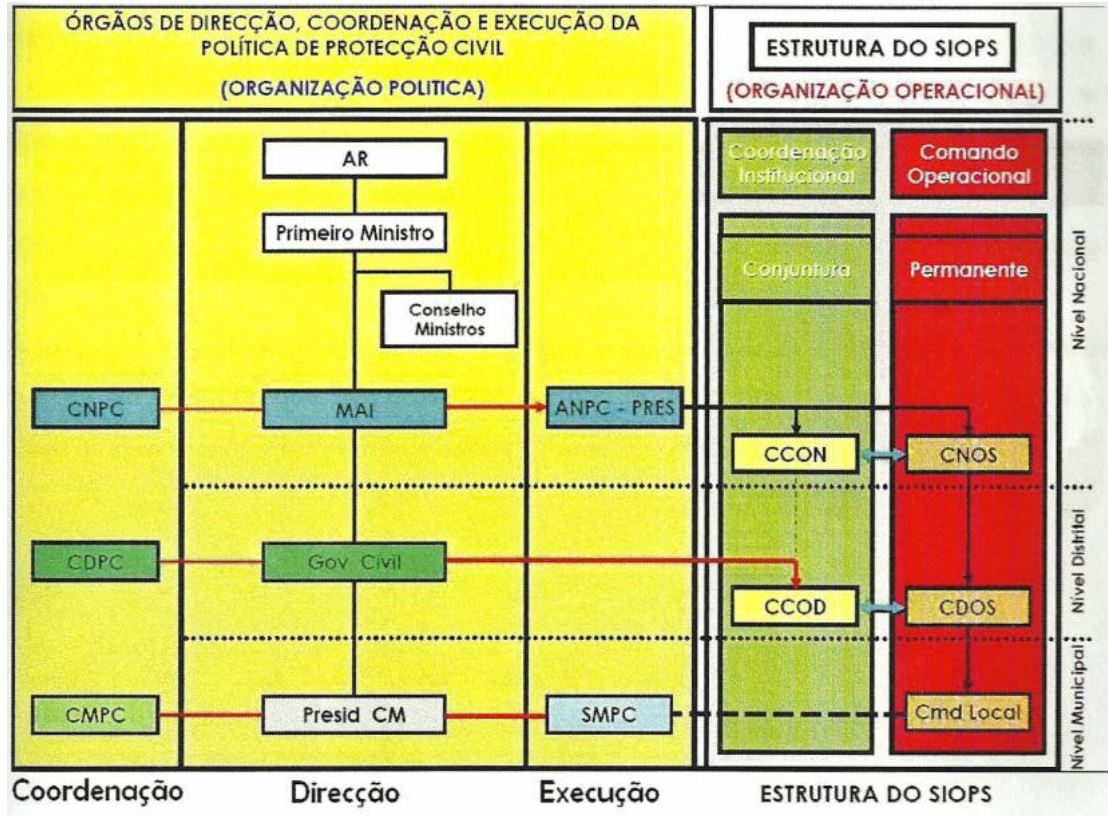 ÓRGÃOS DE DIRECÇÃO, COORDENAÇÃO E EXECUÇÃO DA
POLÍTICA DE PROTECÇÃO CIVIL
(ORGANIZAÇÃO POLITICA)
ESTRUTURA DO SIOPS
(ORGANIZAÇÃO OPERACIONAL)
AR
Primeiro Ministro
Conselho
Ministros
Coordenação
Institucional
Comando
Operacional
Conjuntura
Permanente
Nível Nacional
CNPC
MAI
ANPC - PRES
CCON
CNOS
CDPC
Gov Civil
CCOD
CDOS
Nível Distrital
CMPC
Presid CM
SMPC
Cmd Local
Nível Municipal
Coordenação
Direcção
Execução
ESTRUTURA DO SIOPS